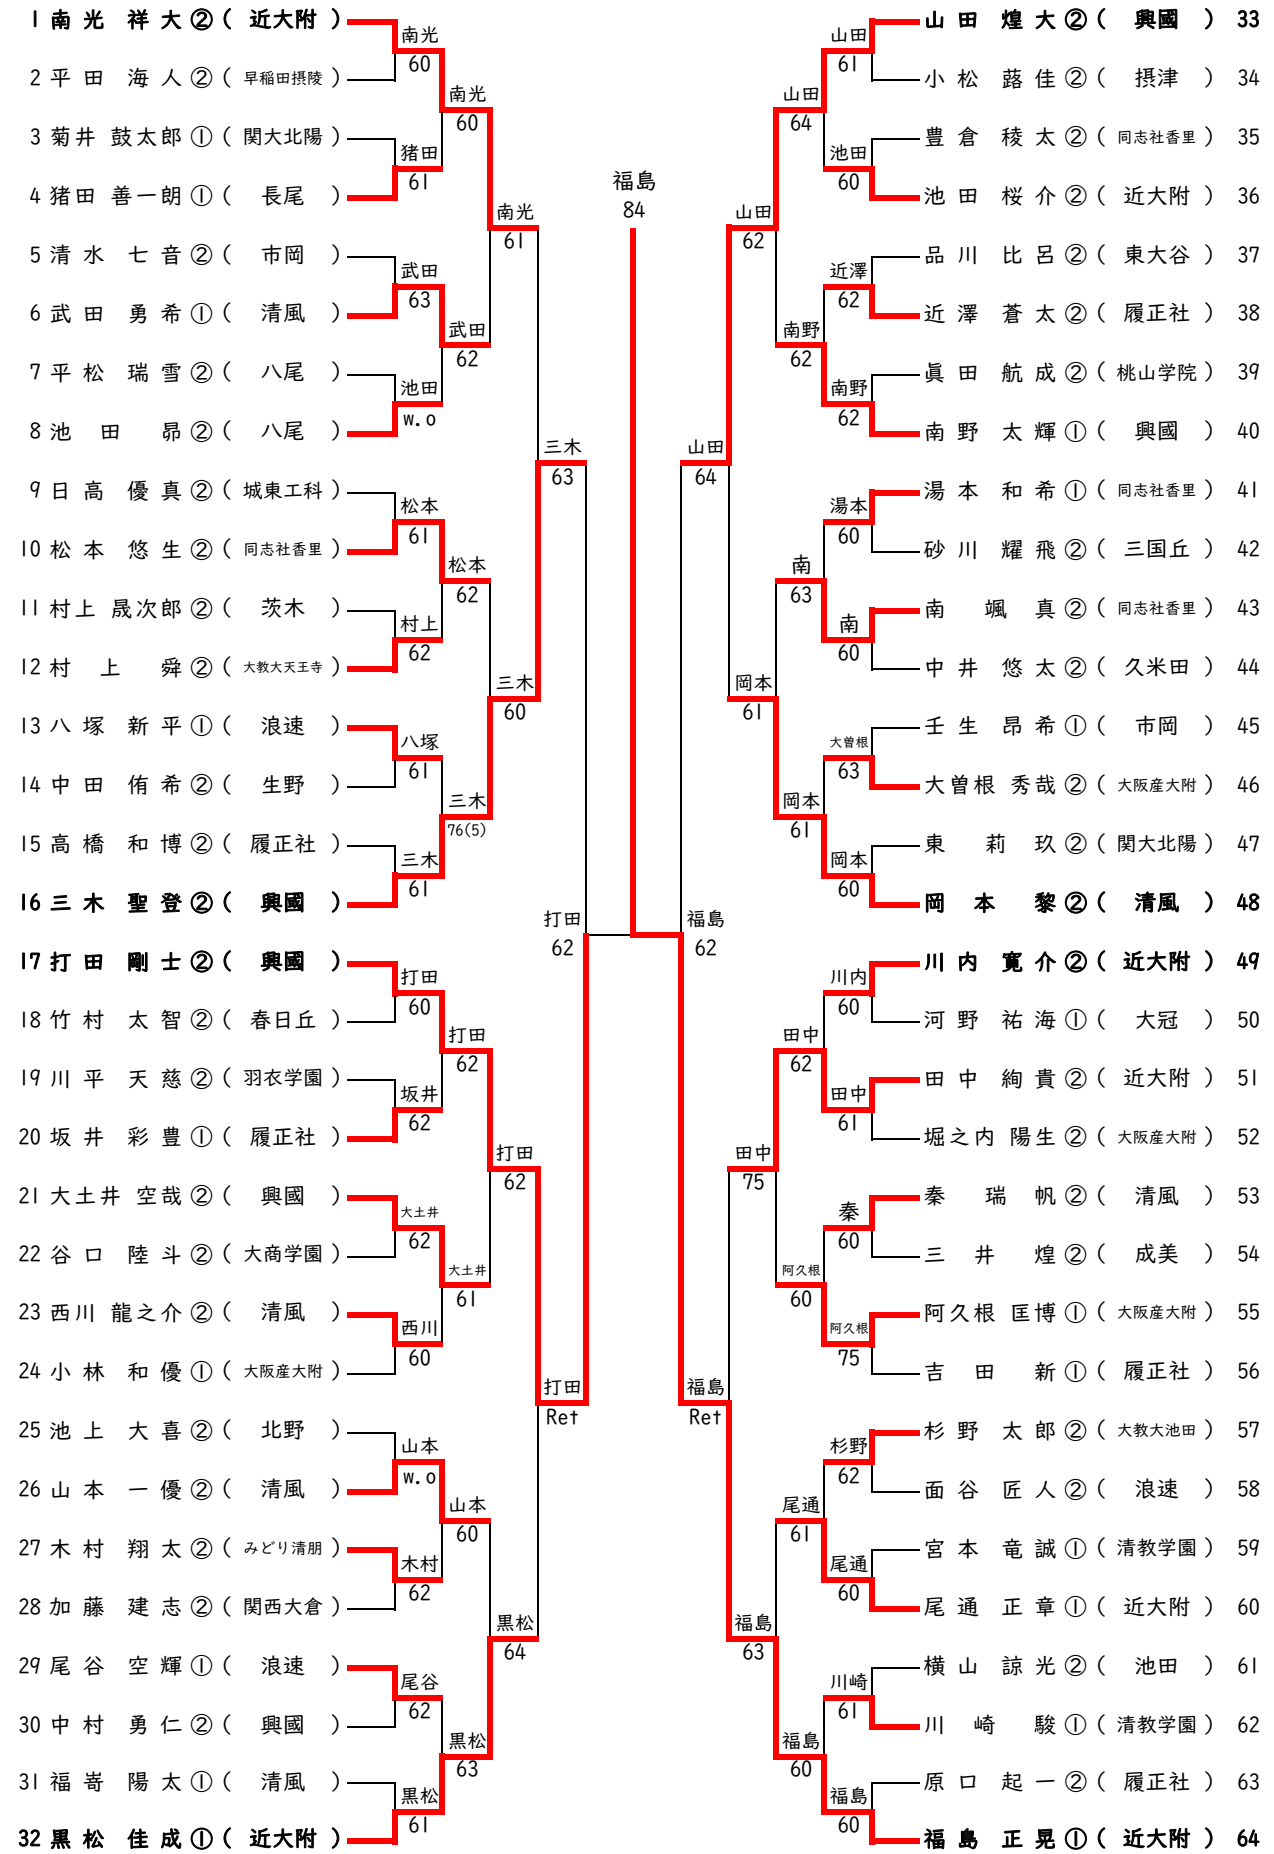 1 南光 祥大 ② ( 近大附 )
2 平田 海人 ② ( 早稲田摂陵 )
3 菊井 鼓太郎 ① ( 関大北陽 )
4 猪田 善一朗 ① ( 長尾 )
5 清水 七音 ② ( 市岡 )
6 武田 勇希 ① ( 清風 )
7 平松 瑞雪 ② ( 八尾 )
8 池田 昴 ② ( 八尾 )
9 日高 優真 ② ( 城東工科 )
10 松本 悠生 ② ( 同志社香里 )
11 村上 晟次郎 ② ( 茨木 )
12 村上 舜 ② ( 大教大天王寺 )
13 八塚 新平 ① ( 浪速 )
14 中田 侑希 ② ( 生野 )
15 高橋 和博 ② ( 履正社 )
16 三木 聖登 ② ( 興國 )
17 打田 剛士 ② ( 興國 )
18 竹村 太智 ② ( 春日丘 )
19 川平 天慈 ② ( 羽衣学園 )
20 坂井 彩豊 ① ( 履正社 )
21 大土井 空哉 ② ( 興國 )
22 谷口 陸斗 ② ( 大商学園 )
23 西川 龍之介 ② ( 清風 )
24 小林 和優 ① ( 大阪産大附 )
25 池上 大喜 ② ( 北野 )
26 山本 一優 ② ( 清風 )
27 木村 翔太 ② ( みどり清朋 )
28 加藤 建志 ② ( 関西大倉 )
29 尾谷 空輝 ① ( 浪速 )
30 中村 勇仁 ② ( 興國 )
31 福嵜 陽太 ① ( 清風 )
32 黒松 佳成 ① ( 近大附 )
南光
60
猪田
61
武田
63
池田
w.o
松本
61
村上
62
八塚
61
三木
61
打田
60
坂井
62
大土井
62
西川
60
山本
w.o
木村
62
尾谷
62
黒松
61
南光
60
武田
62
松本
62
三木
76(5)
打田
62
大土井
61
山本
60
黒松
63
南光
61
三木
60
打田
62
黒松
64
三木
63
打田
Ret
打田
62
福島
84
福島
62
山田
64
福島
Ret
山田
62
岡本
61
田中
75
福島
63
山田
64
南野
62
南
63
岡本
61
田中
62
阿久根
60
尾通
61
福島
60
山田
61
池田
60
近澤
62
南野
62
湯本
60
南
60
大曽根
63
岡本
60
川内
60
田中
61
秦
60
阿久根
75
杉野
62
尾通
60
川崎
61
福島
60
山田 煌大 ② ( 興國 ) 33
小松 蕗佳 ② ( 摂津 ) 34
豊倉 稜太 ② ( 同志社香里 ) 35
池田 桜介 ② ( 近大附 ) 36
品川 比呂 ② ( 東大谷 ) 37
近澤 蒼太 ② ( 履正社 ) 38
眞田 航成 ② ( 桃山学院 ) 39
南野 太輝 ① ( 興國 ) 40
湯本 和希 ① ( 同志社香里 ) 41
砂川 耀飛 ② ( 三国丘 ) 42
南 颯真 ② ( 同志社香里 ) 43
中井 悠太 ② ( 久米田 ) 44
壬生 昂希 ① ( 市岡 ) 45
大曽根 秀哉 ② ( 大阪産大附 ) 46
東 莉玖 ② ( 関大北陽 ) 47
岡本 黎 ② ( 清風 ) 48
川内 寛介 ② ( 近大附 ) 49
河野 祐海 ① ( 大冠 ) 50
田中 絢貴 ② ( 近大附 ) 51
堀之内 陽生 ② ( 大阪産大附 ) 52
秦 瑞帆 ② ( 清風 ) 53
三井 煌 ② ( 成美 ) 54
阿久根 匡博 ① ( 大阪産大附 ) 55
吉田 新 ① ( 履正社 ) 56
杉野 太郎 ② ( 大教大池田 ) 57
面谷 匠人 ② ( 浪速 ) 58
宮本 竜誠 ① ( 清教学園 ) 59
尾通 正章 ① ( 近大附 ) 60
横山 諒光 ② ( 池田 ) 61
川崎 駿 ① ( 清教学園 ) 62
原口 起一 ② ( 履正社 ) 63
福島 正晃 ① ( 近大附 ) 64